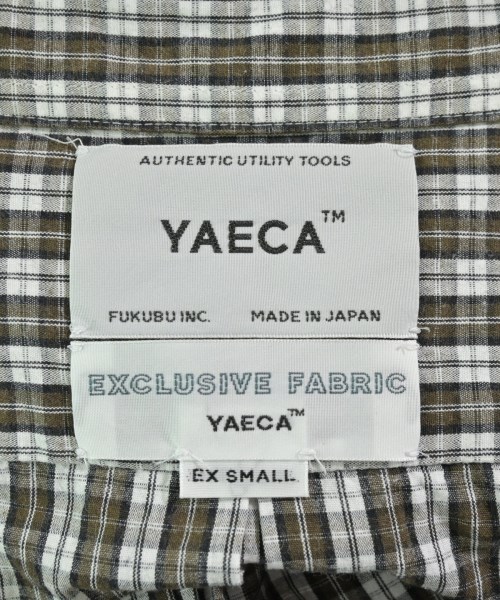 AUTHENTIC UTILITY TOOLS
YAECA™
FUKUBU INC. MADE IN JAPAN
EXCLUSIVE FABRIC
YAECA™
EX SMALL